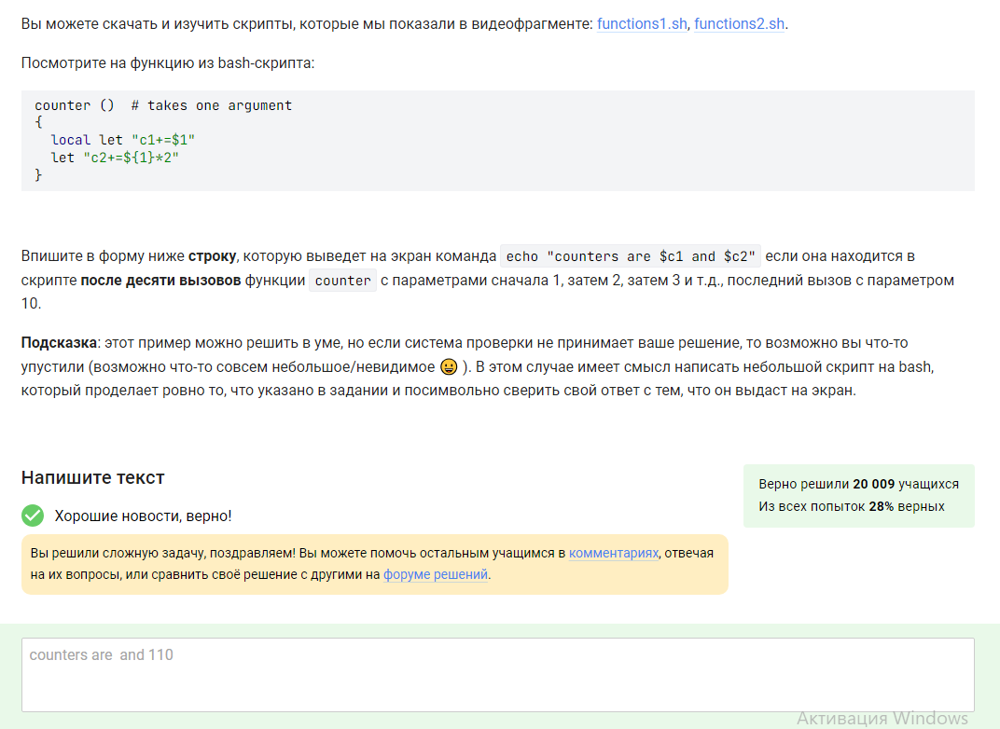 Вы можете скачать и изучить скрипты, которые мы показали в видеофрагменте: functions1.sh, functions2.sh.
Посмотрите на функцию из bash-скрипта:
counter ()  # takes one argument
{
  local let "c1+=$1"
  let "c2+=${1}*2"
}
Впишите в форму ниже строку, которую выведет на экран команда echo "counters are $c1 and $c2" если она находится в
скрипте после десяти вызовов функции counter с параметрами сначала 1, затем 2, затем 3 и т.д., последний вызов с параметром
10.
Подсказка: этот пример можно решить в уме, но если система проверки не принимает ваше решение, то возможно вы что-то
упустили (возможно что-то совсем небольшое/невидимое 😀 ). В этом случае имеет смысл написать небольшой скрипт на bash,
который проделает ровно то, что указано в задании и посимвольно сверить свой ответ с тем, что он выдаст на экран.
Напишите текст
Верно решили 20 009 учащихся
Из всех попыток 28% верных
Хорошие новости, верно!
Вы решили сложную задачу, поздравляем! Вы можете помочь остальным учащимся в комментариях, отвечая
на их вопросы, или сравнить своё решение с другими на форуме решений.
counters are  and 110
Активация Windows